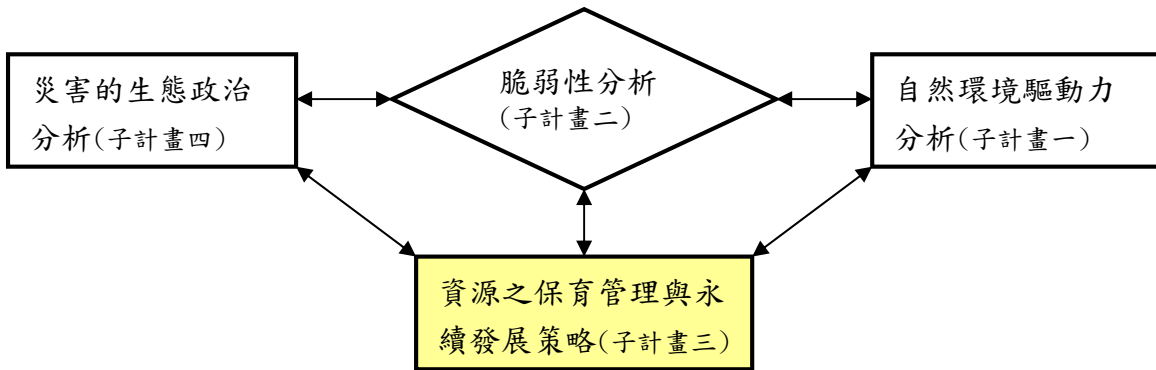 災害的生態政治
分析(子計畫四)
脆弱性分析
(子計畫二)
自然環境驅動力
分析(子計畫一)
資源之保育管理與永
續發展策略(子計畫三)